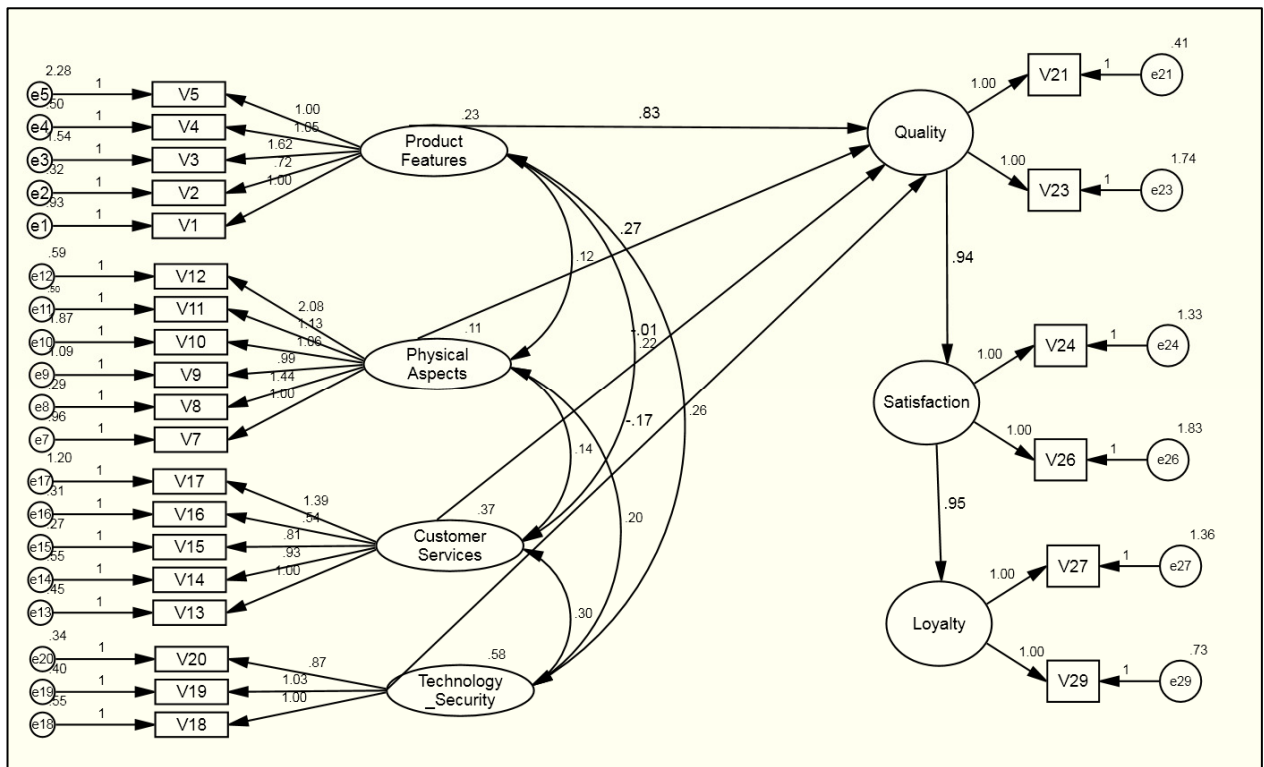 2.28
e5
1
V5
1.00
.50
e4
1
V4
1.05
1.54
e3
1
V3
1.62
.32
e2
1
V2
.72
.93
e1
1
V1
1.00
.23
Product
Features
.83
.59
e12
1
V12
2.08
.50
e11
1
V11
1.13
1.87
e10
1
V10
1.06
1.09
e9
1
V9
.99
.29
e8
1
V8
1.44
.96
e7
1
V7
1.00
.11
Physical
Aspects
.27
.12
1.20
e17
1
V17
1.39
.31
e16
1
V16
.54
.27
e15
1
V15
.81
.55
e14
1
V14
.93
.45
e13
1
V13
1.00
.37
Customer
Services
-.01
.22
-.17
.26
.14
.20
.30
.34
e20
1
V20
.87
.40
e19
1
V19
1.03
.55
e18
1
V18
1.00
.58
Technology
_Security
Quality
1.00
V21
1
.41
e21
1.00
V23
1
1.74
e23
.94
Satisfaction
1.00
V24
1
1.33
e24
1.00
V26
1
1.83
e26
.95
Loyalty
1.00
V27
1
1.36
e27
1.00
V29
1
.73
e29